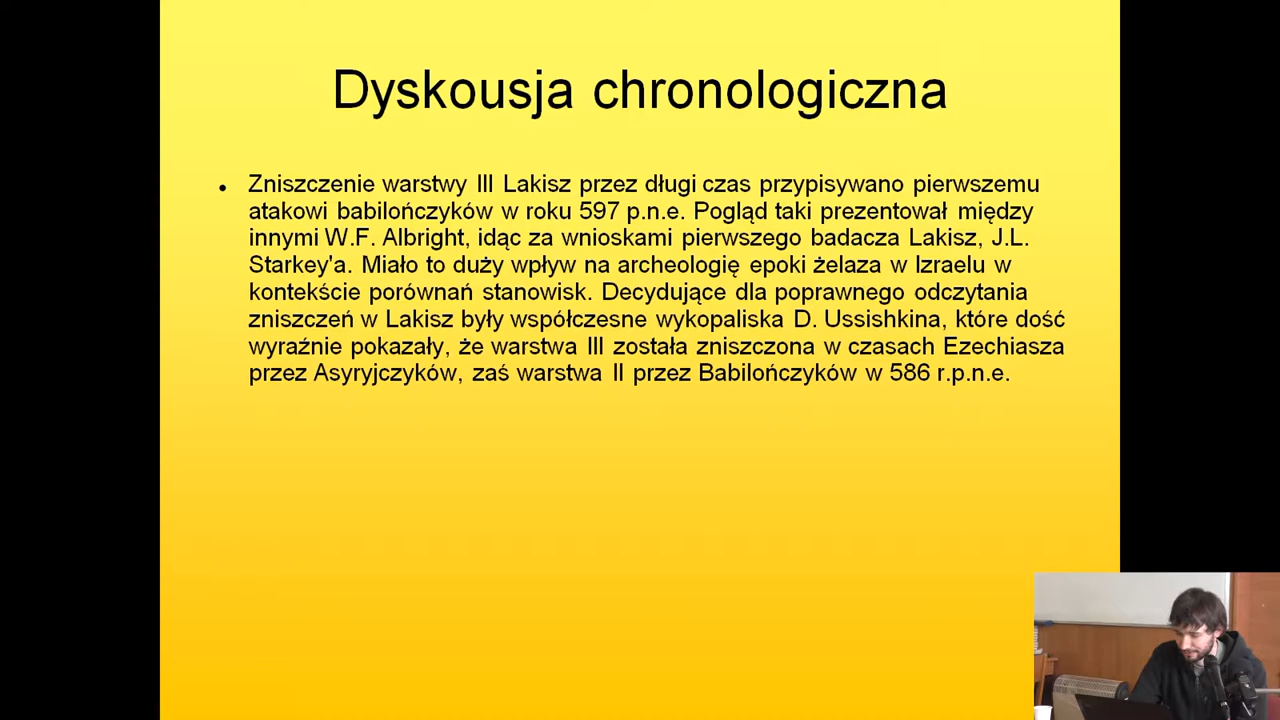 Dyskousja chronologiczna
• Zniszczenie warstwy III Lakisz przez długi czas przypisywano pierwszemu
atakowi babilończyków w roku 597 p.n.e. Pogląd taki prezentował między
innymi W.F. Albright, idąc za wnioskami pierwszego badacza Lakisz, J.L.
Starkey'a. Miało to duży wpływ na archeologię epoki żelaza w Izraelu w
kontekście porównań stanowisk. Decydujące dla poprawnego odczytania
zniszczeń w Lakisz były współczesne wykopaliska D. Ussishkina, które dość
wyraźnie pokazały, że warstwa III została zniszczona w czasach Ezechiasza
przez Asyryjczyków, zaś warstwa II przez Babilończyków w 586 r.p.n.e.